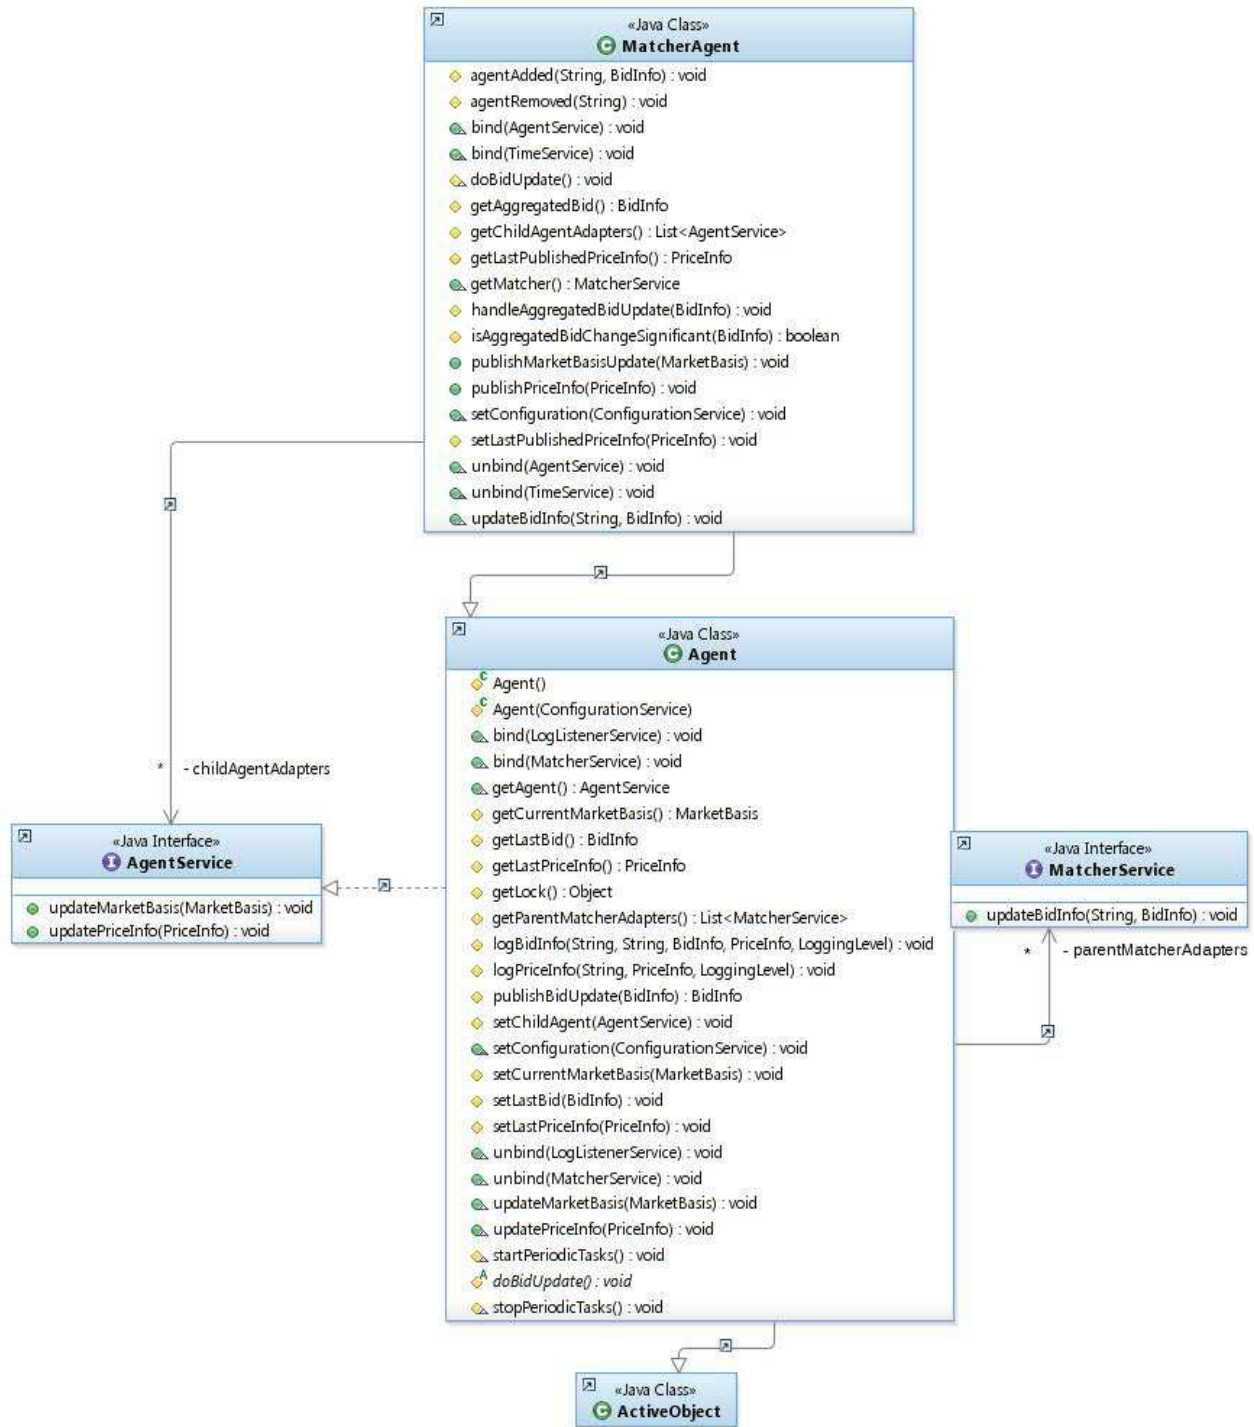 «Java Class»
MatcherAgent
agentAdded(String, BidInfo) : void
agentRemoved(String) : void
bind(AgentService) : void
bind(TimeService) : void
doBidUpdate() : void
getAggregatedBid() : BidInfo
getChildAgentAdapters() : List<AgentService>
getLastPublishedPriceInfo() : PriceInfo
getMatcher() : MatcherService
handleAggregatedBidUpdate(BidInfo) : void
isAggregatedBidChangeSignificant(BidInfo) : boolean
publishMarketBasisUpdate(MarketBasis) : void
publishPriceInfo(PriceInfo) : void
setConfiguration(ConfigurationService) : void
setLastPublishedPriceInfo(PriceInfo) : void
unbind(AgentService) : void
unbind(TimeService) : void
updateBidInfo(String, BidInfo) : void
* - childAgentAdapters
«Java Interface»
AgentService
updateMarketBasis(MarketBasis) : void
updatePriceInfo(PriceInfo) : void
«Java Class»
Agent
Agent()
Agent(ConfigurationService)
bind(LogListenerService) : void
bind(MatcherService) : void
getAgent() : AgentService
getCurrentMarketBasis() : MarketBasis
getLastBid() : BidInfo
getLastPriceInfo() : PriceInfo
getLock() : Object
getParentMatcherAdapters() : List<MatcherService>
logBidInfo(String, String, BidInfo, PriceInfo, LoggingLevel) : void
logPriceInfo(String, PriceInfo, LoggingLevel) : void
publishBidUpdate(BidInfo) : BidInfo
setChildAgent(AgentService) : void
setConfiguration(ConfigurationService) : void
setCurrentMarketBasis(MarketBasis) : void
setLastBid(BidInfo) : void
setLastPriceInfo(PriceInfo) : void
unbind(LogListenerService) : void
unbind(MatcherService) : void
updateMarketBasis(MarketBasis) : void
updatePriceInfo(PriceInfo) : void
startPeriodicTasks() : void
doBidUpdate() : void
stopPeriodicTasks() : void
«Java Interface»
MatcherService
updateBidInfo(String, BidInfo) : void
* - parentMatcherAdapters
«Java Class»
ActiveObject